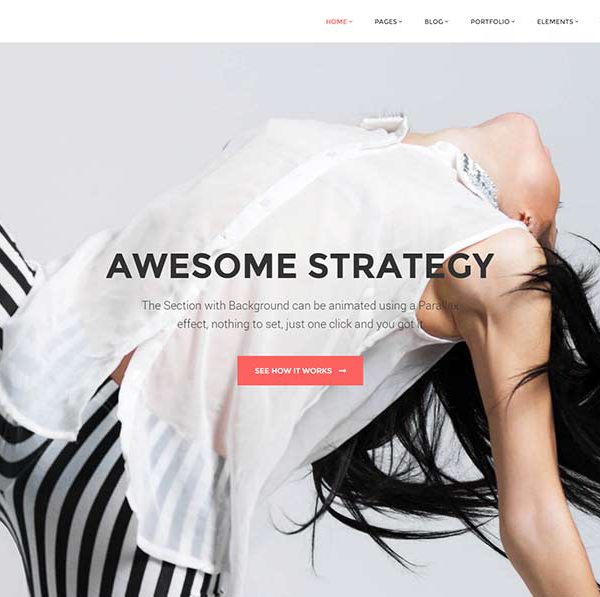 HOME PAGES BLOG PORTFOLIO ELEMENTS
AWESOME STRATEGY
The Section with Background can be animated using a Parallax
effect, nothing to set, just one click and you got it
SEE HOW IT WORKS